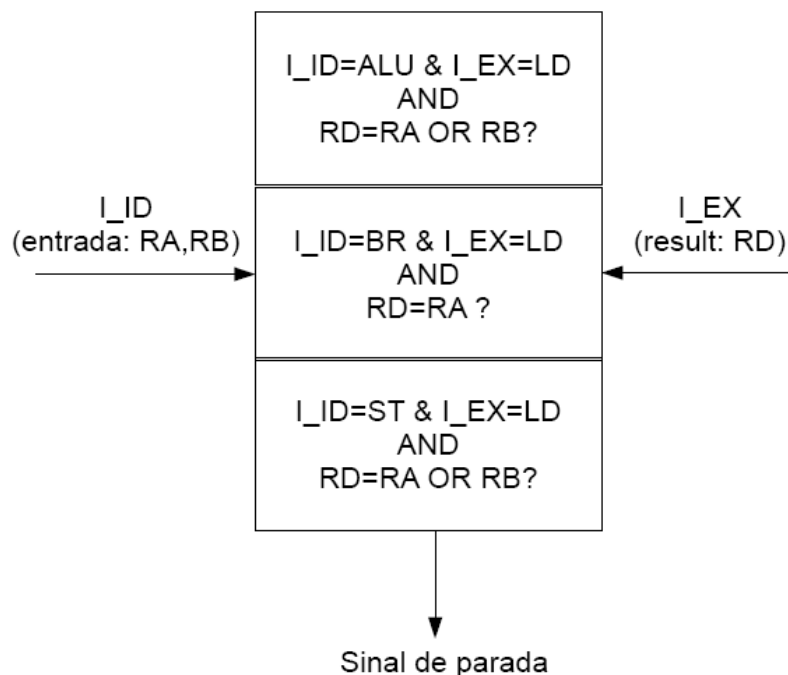 I_ID=ALU & I_EX=LD
AND
RD=RA OR RB?
I_ID
(entrada: RA,RB)
I_ID=BR & I_EX=LD
AND
RD=RA ?
I_EX
(result: RD)
I_ID=ST & I_EX=LD
AND
RD=RA OR RB?
Sinal de parada